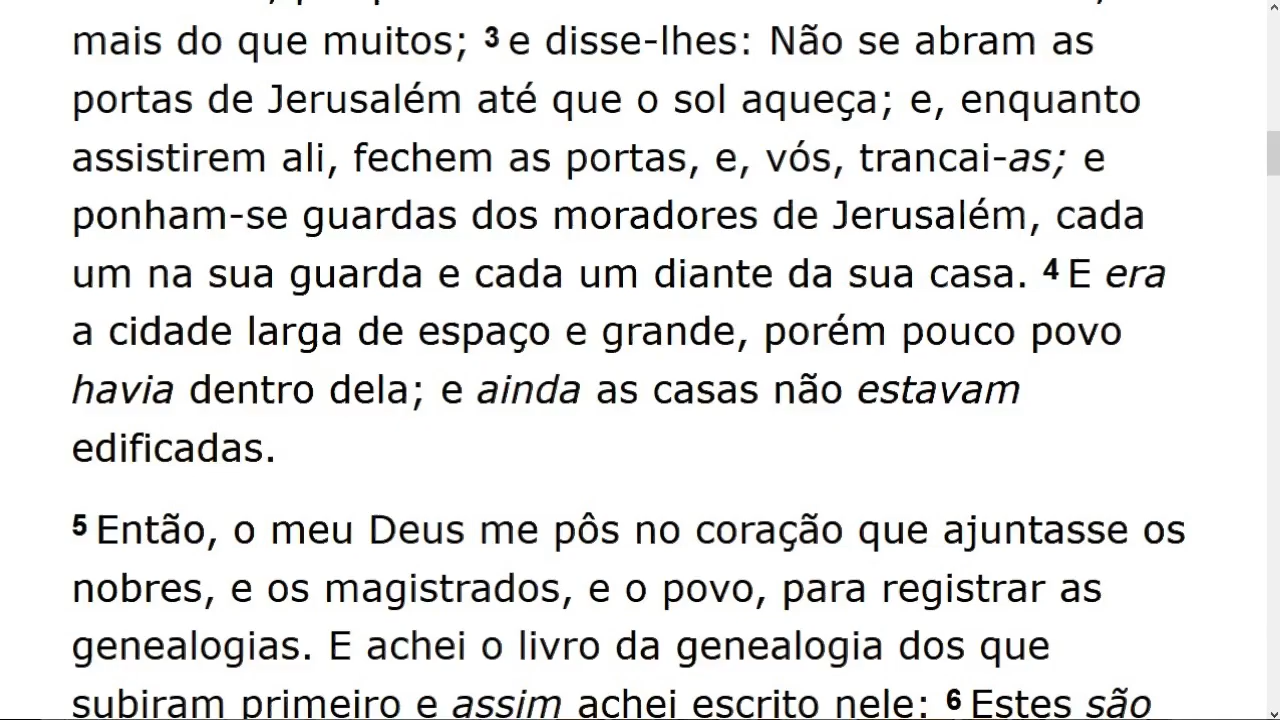 mais do que muitos; 3 e disse-lhes: Não se abram as
portas de Jerusalém até que o sol aqueça; e, enquanto
assistirem ali, fechem as portas, e, vós, trancai-as; e
ponham-se guardas dos moradores de Jerusalém, cada
um na sua guarda e cada um diante da sua casa. 4 E era
a cidade larga de espaço e grande, porém pouco povo
havia dentro dela; e ainda as casas não estavam
edificadas.
5 Então, o meu Deus me pôs no coração que ajuntasse os
nobres, e os magistrados, e o povo, para registrar as
genealogias. E achei o livro da genealogia dos que
subiram primeiro e assim achei escrito nele: 6 Estes são